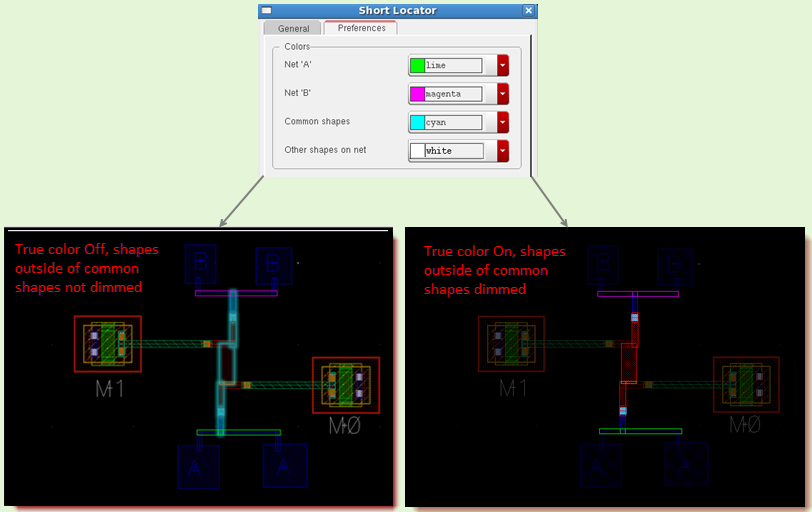 Short Locator
General
Preferences
Colors
Net 'A'
lime
Net 'B'
magenta
Common shapes
cyan
Other shapes on net
white
True color Off, shapes
outside of common
shapes not dimmed
B
B
M1
M0
A
A
True color On, shapes
outside of common
shapes dimmed
B
B
M1
M0
A
A